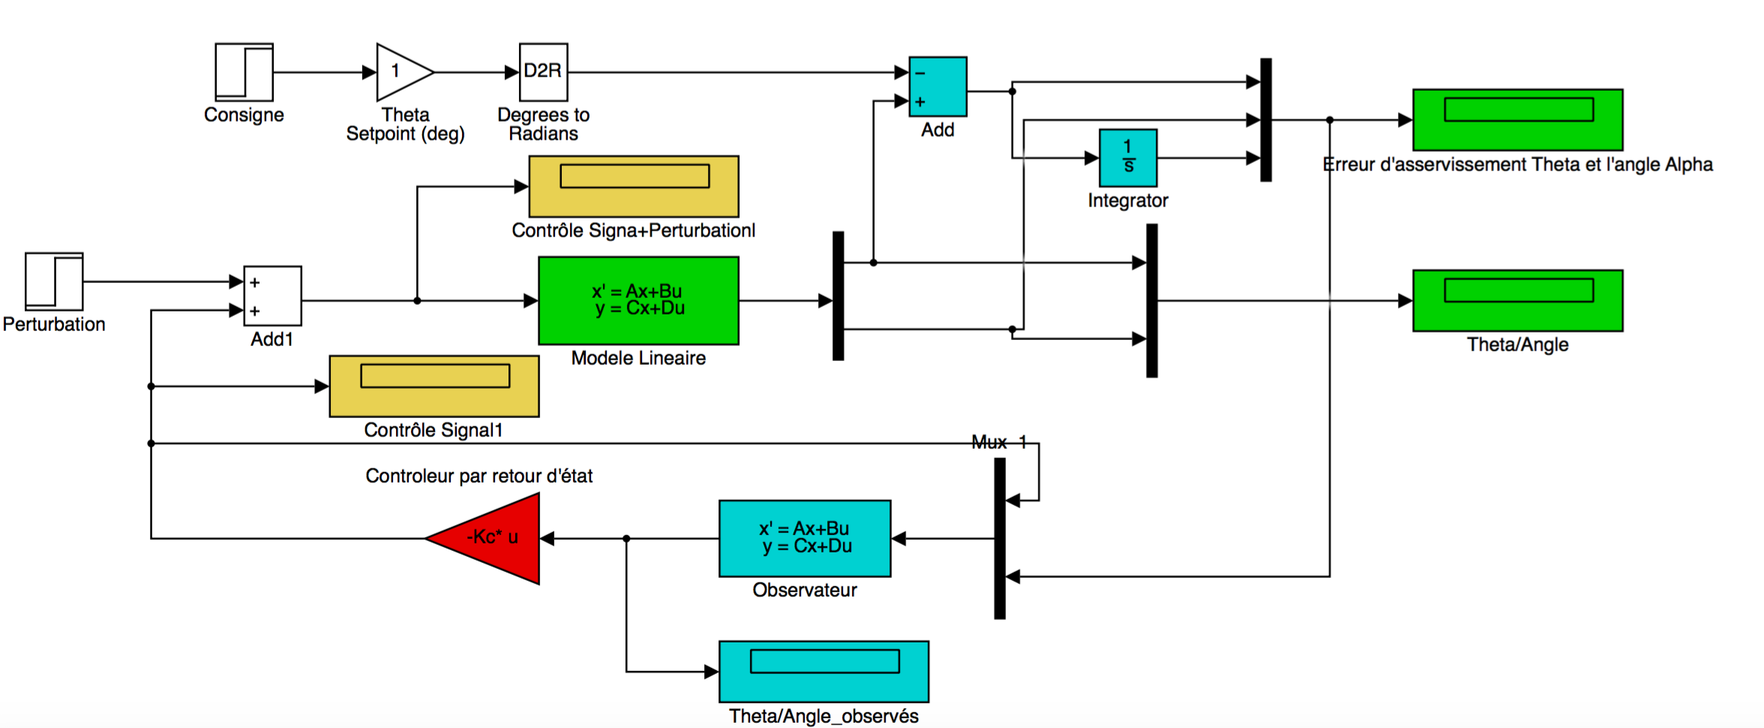 Consigne
1
Theta
Setpoint (deg)
D2R
Degrees to
Radians
−
+
Add
1
s
Integrator
Erreur d'asservissement Theta et l'angle Alpha
Contrôle Signa+Perturbationl
Perturbation
+
+
Add1
x' = Ax+Bu
y = Cx+Du
Modele Lineaire
Theta/Angle
Contrôle Signal1
Mux 1
Controleur par retour d'état
-Kc* u
x' = Ax+Bu
y = Cx+Du
Observateur
Theta/Angle_observés